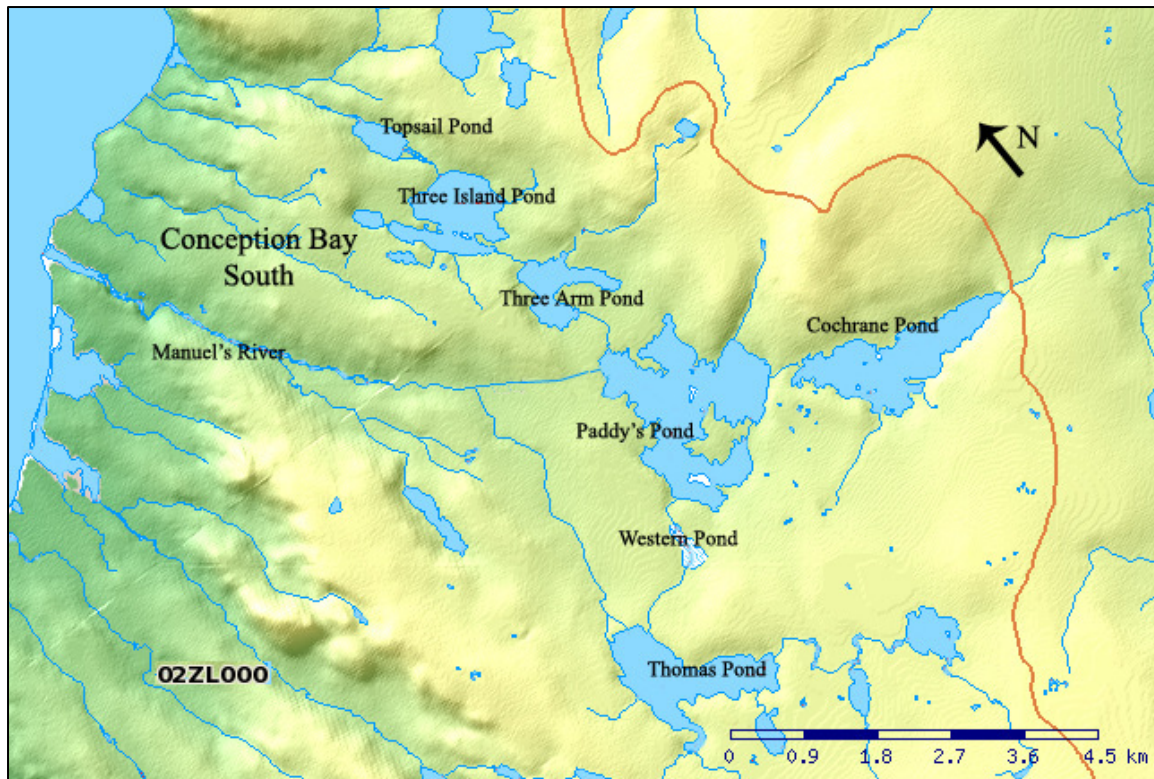 Topsail Pond
N
Three Island Pond
Conception Bay
South
Three Arm Pond
Cochrane Pond
Manuel's River
Paddy's Pond
Western Pond
Thomas Pond
02ZL000
0 0.9 1.8 2.7 3.6 4.5 km